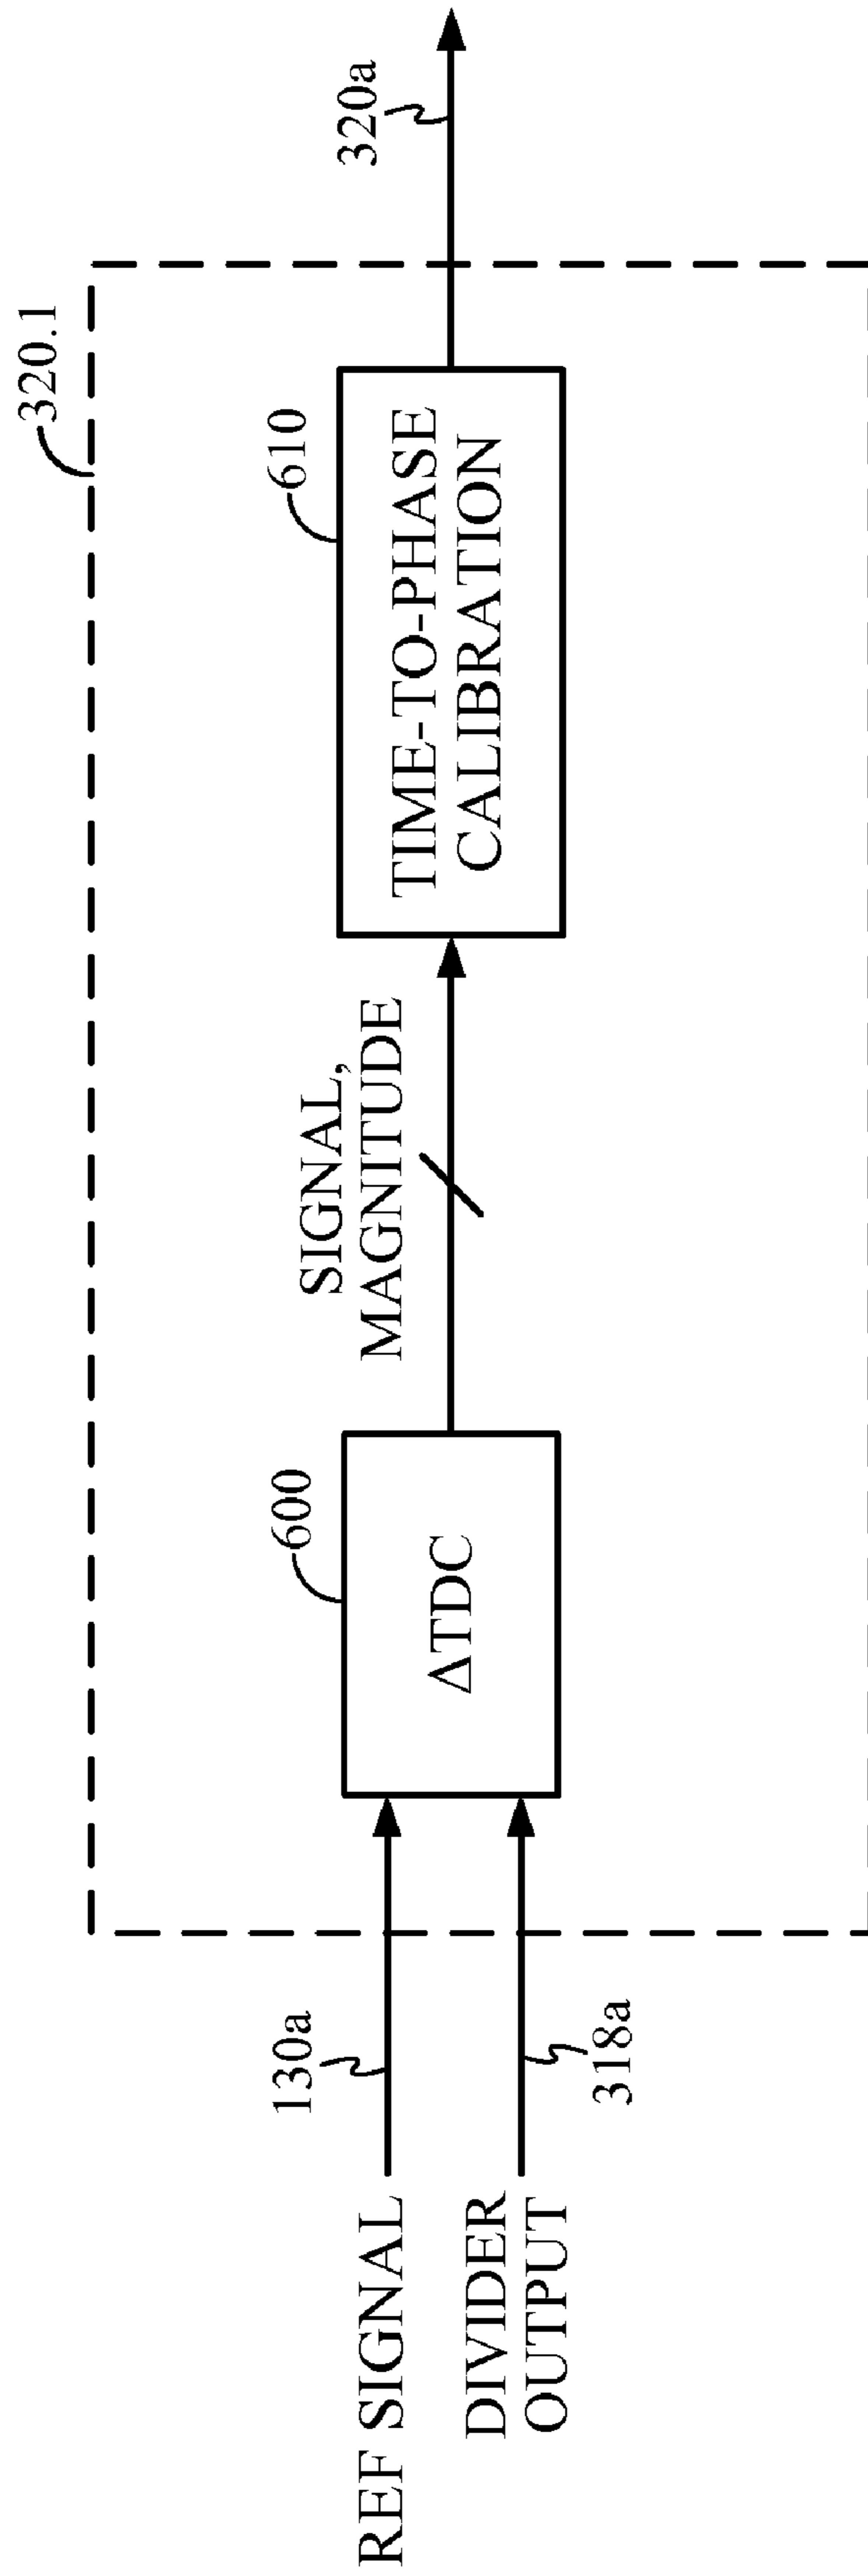 320.1
REF SIGNAL
130a
DIVIDER
OUTPUT
318a
600
ΔTDC
SIGNAL,
MAGNITUDE
610
TIME-TO-PHASE
CALIBRATION
320a